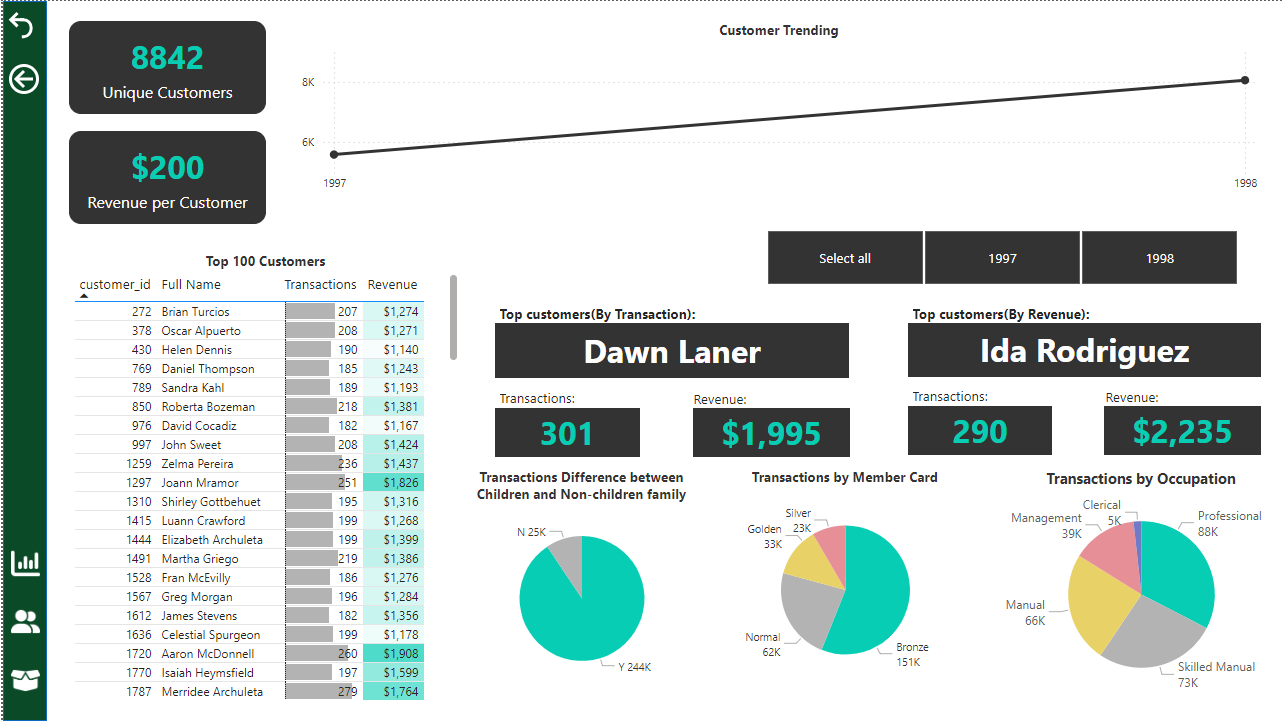 8842
Unique Customers
$200
Revenue per Customer
Customer Trending
8K
6K
1997
1998
Select all
1997
1998
Top 100 Customers
customer_id Full Name Transactions Revenue
272 Brian Turcios 207 $1,274
378 Oscar Alpuerto 208 $1,271
430 Helen Dennis 190 $1,140
769 Daniel Thompson 185 $1,243
789 Sandra Kahl 189 $1,193
850 Roberta Bozeman 218 $1,381
976 David Cocadiz 182 $1,167
997 John Sweet 208 $1,424
1259 Zelma Pereira 236 $1,437
1297 Joann Mramor 251 $1,826
1310 Shirley Gottbehuet 195 $1,316
1415 Luann Crawford 199 $1,268
1444 Elizabeth Archuleta 199 $1,399
1491 Martha Griego 219 $1,386
1528 Fran McEvilly 186 $1,276
1567 Greg Morgan 196 $1,284
1612 James Stevens 182 $1,356
1636 Celestial Spurgeon 199 $1,178
1720 Aaron McDonnell 260 $1,908
1770 Isaiah Heymsfield 197 $1,599
1787 Merridee Archuleta 279 $1,764
Top customers(By Transaction):
Dawn Laner
Transactions:
301
Revenue:
$1,995
Top customers(By Revenue):
Ida Rodriguez
Transactions:
290
Revenue:
$2,235
Transactions Difference between
Children and Non-children family
N 25K
Y 244K
Transactions by Member Card
Silver
23K
Golden
33K
Normal
62K
Bronze
151K
Transactions by Occupation
Clerical
5K
Management
39K
Professional
88K
Manual
66K
Skilled Manual
73K